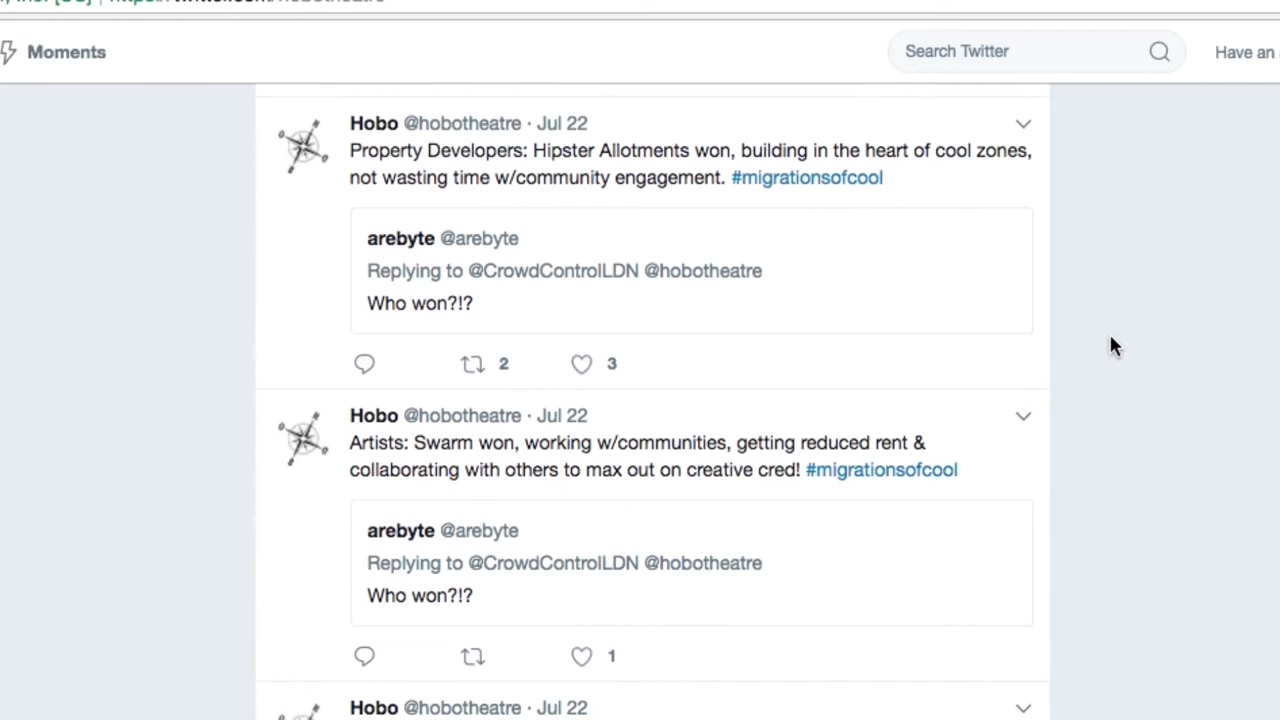 Moments
Search Twitter
Have an
Hobo @hobotheatre · Jul 22
Property Developers: Hipster Allotments won, building in the heart of cool zones,
not wasting time w/community engagement. #migrationsofcool
arebyte @arebyte
Replying to @CrowdControlLDN @hobotheatre
Who won?!?
2
3
Hobo @hobotheatre · Jul 22
Artists: Swarm won, working w/communities, getting reduced rent &
collaborating with others to max out on creative cred! #migrationsofcool
arebyte @arebyte
Replying to @CrowdControlLDN @hobotheatre
Who won?!?
1
Hobo @hobotheatre · Jul 22